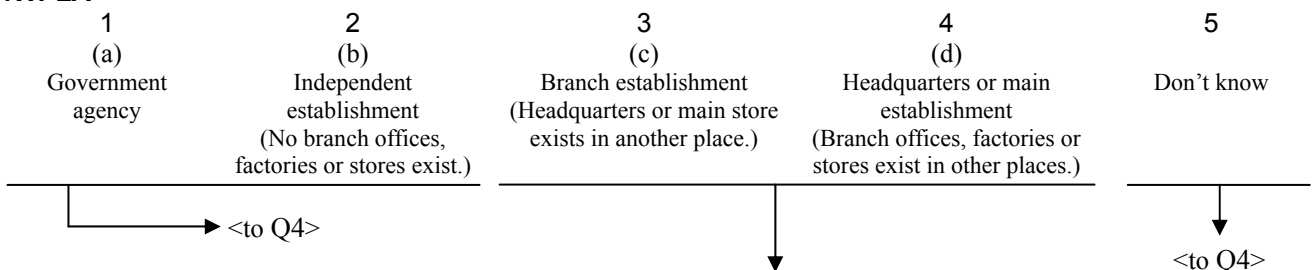 1 2 3 4 5
(a) (b) (c) (d)
Government Independent Branch establishment Headquarters or main Don’t know
agency establishment (Headquarters or main store establishment
(No branch offices, exists in another place.) (Branch offices, factories or
factories or stores exist.) stores exist in other places.)
<to Q4>
<to Q4>